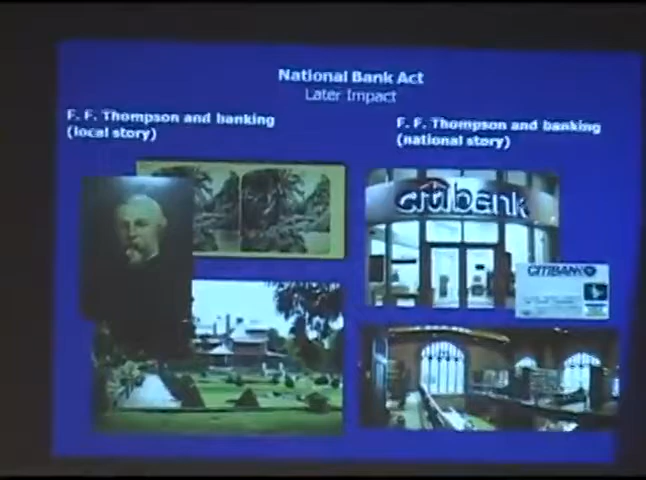 National Bank Act
Later Impact
F. F. Thompson and banking
(local story)
F. F. Thompson and banking
(national story)
citibank
CITIBANK